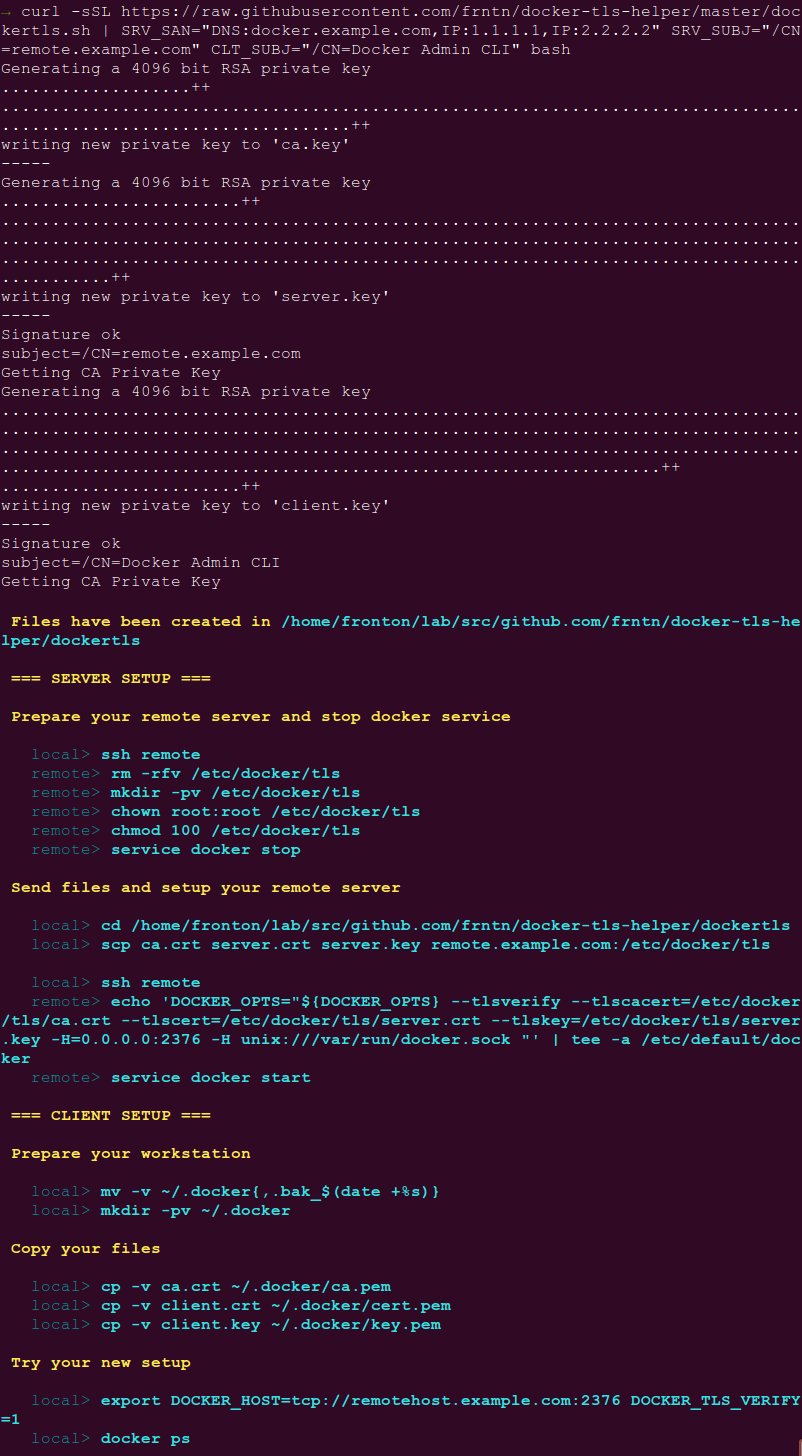 → curl -sSL https://raw.githubusercontent.com/frntn/docker-tls-helper/master/doc
kertls.sh | SRV_SAN="DNS:docker.example.com,IP:1.1.1.1,IP:2.2.2.2" SRV_SUBJ="/CN
=remote.example.com" CLT_SUBJ="/CN=Docker Admin CLI" bash
Generating a 4096 bit RSA private key
...................++
................................................................................
...................................++
writing new private key to 'ca.key'
-----
Generating a 4096 bit RSA private key
........................++
................................................................................
................................................................................
................................................................................
...........++
writing new private key to 'server.key'
-----
Signature ok
subject=/CN=remote.example.com
Getting CA Private Key
Generating a 4096 bit RSA private key
................................................................................
................................................................................
................................................................................
..................................................................++
........................++
writing new private key to 'client.key'
-----
Signature ok
subject=/CN=Docker Admin CLI
Getting CA Private Key
Files have been created in /home/fronton/lab/src/github.com/frntn/docker-tls-he
lper/dockertls
=== SERVER SETUP ===
Prepare your remote server and stop docker service
local> ssh remote
remote> rm -rfv /etc/docker/tls
remote> mkdir -pv /etc/docker/tls
remote> chown root:root /etc/docker/tls
remote> chmod 100 /etc/docker/tls
remote> service docker stop
Send files and setup your remote server
local> cd /home/fronton/lab/src/github.com/frntn/docker-tls-helper/dockertls
local> scp ca.crt server.crt server.key remote.example.com:/etc/docker/tls
local> ssh remote
remote> echo 'DOCKER_OPTS="${DOCKER_OPTS} --tlsverify --tlscacert=/etc/docker
/tls/ca.crt --tlscert=/etc/docker/tls/server.crt --tlskey=/etc/docker/tls/server
.key -H=0.0.0.0:2376 -H unix:///var/run/docker.sock "' | tee -a /etc/default/doc
ker
remote> service docker start
=== CLIENT SETUP ===
Prepare your workstation
local> mv -v ~/.docker{,.bak_$(date +%s)}
local> mkdir -pv ~/.docker
Copy your files
local> cp -v ca.crt ~/.docker/ca.pem
local> cp -v client.crt ~/.docker/cert.pem
local> cp -v client.key ~/.docker/key.pem
Try your new setup
local> export DOCKER_HOST=tcp://remotehost.example.com:2376 DOCKER_TLS_VERIFY
=1
local> docker ps